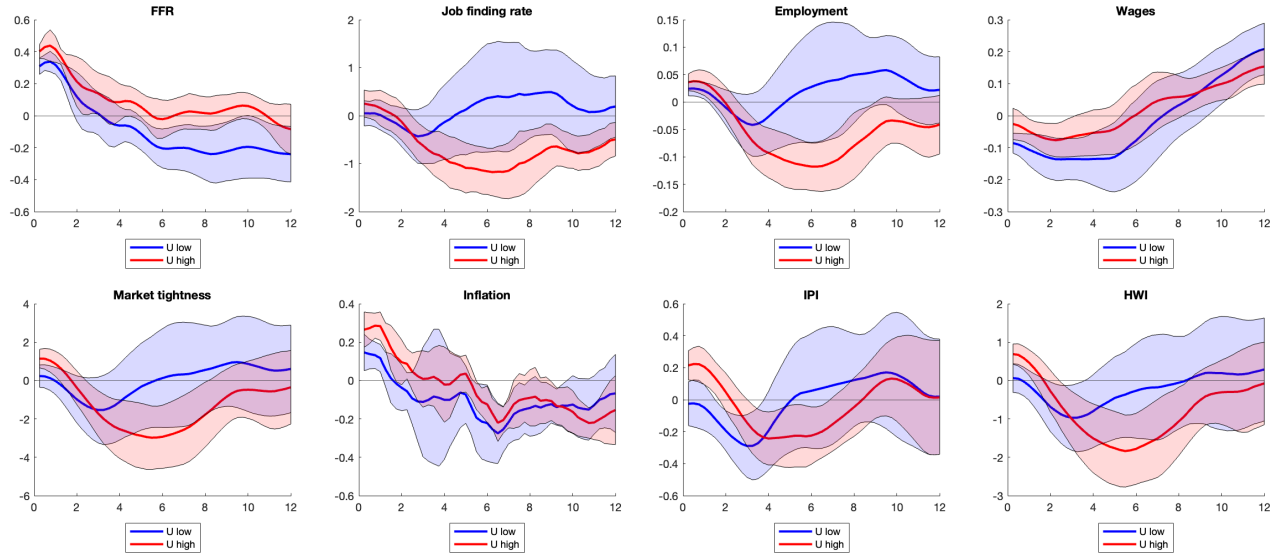 FFR
0.6
0.4
0.2
0
-0.2
-0.4
-0.6
0 2 4 6 8 10 12
U low
U high
Job finding rate
2
1
0
-1
-2
0 2 4 6 8 10 12
U low
U high
Employment
0.15
0.1
0.05
0
-0.05
-0.1
-0.15
-0.2
0 2 4 6 8 10 12
U low
U high
Wages
0.3
0.2
0.1
0
-0.1
-0.2
-0.3
0 2 4 6 8 10 12
U low
U high
Market tightness
4
2
0
-2
-4
-6
0 2 4 6 8 10 12
U low
U high
Inflation
0.4
0.2
0
-0.2
-0.4
-0.6
0 2 4 6 8 10 12
U low
U high
IPI
0.6
0.4
0.2
0
-0.2
-0.4
-0.6
0 2 4 6 8 10 12
U low
U high
HWI
2
1
0
-1
-2
-3
0 2 4 6 8 10 12
U low
U high